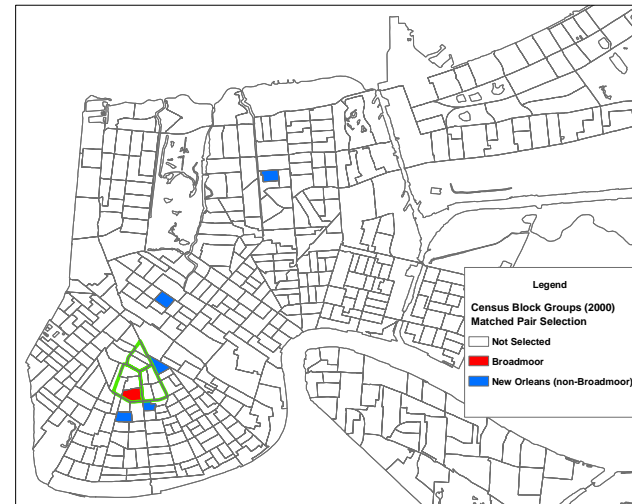 Legend
Census Block Groups (2000)
Matched Pair Selection
Not Selected
Broadmoor
New Orleans (non-Broadmoor)